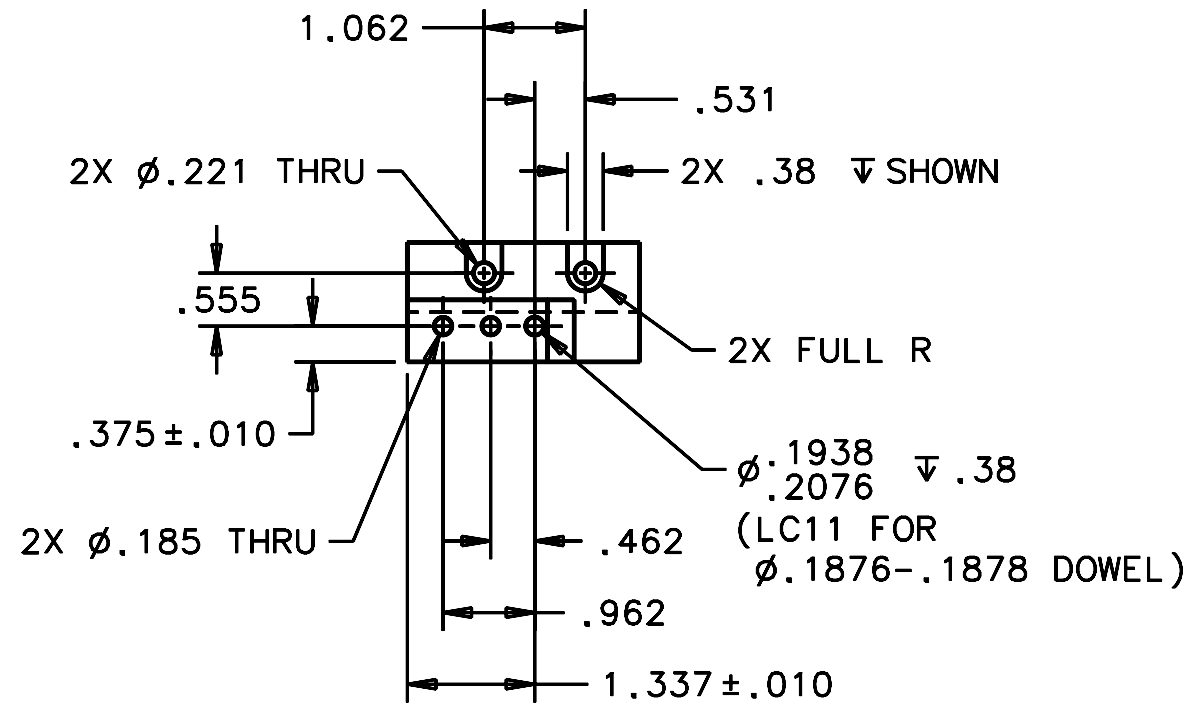 1.062
.531
2X ⌀.221 THRU
2X .38 ↧ SHOWN
.555
2X FULL R
.375±.010
⌀.1938
.2076 ↧ .38
(LC11 FOR
⌀.1876-.1878 DOWEL)
2X ⌀.185 THRU
.462
.962
1.337±.010